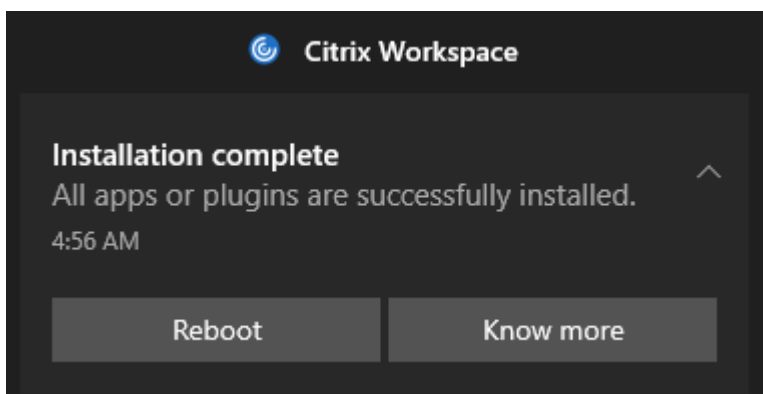 Citrix Workspace
Installation complete
All apps or plugins are successfully installed.
4:56 AM
Reboot
Know more